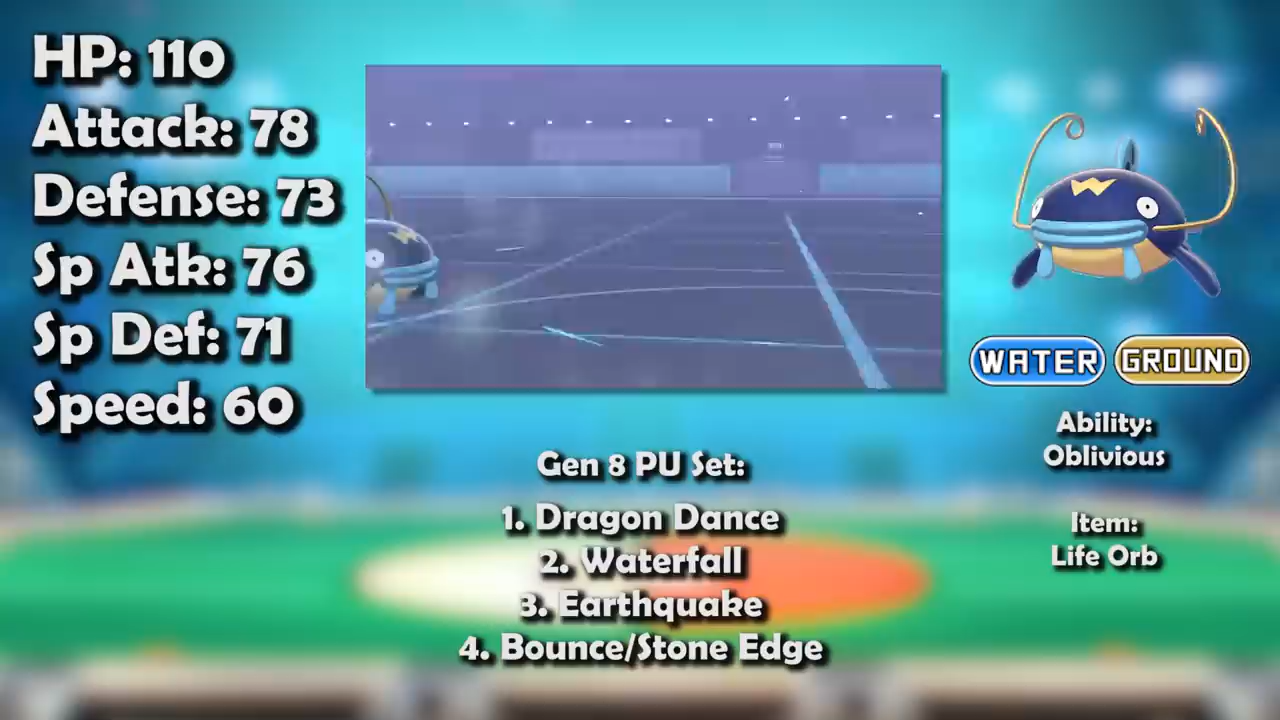 HP: 110
Attack: 78
Defense: 73
Sp Atk: 76
Sp Def: 71
Speed: 60
WATER GROUND
Ability:
Oblivious
Item:
Life Orb
Gen 8 PU Set:
1. Dragon Dance
2. Waterfall
3. Earthquake
4. Bounce/Stone Edge